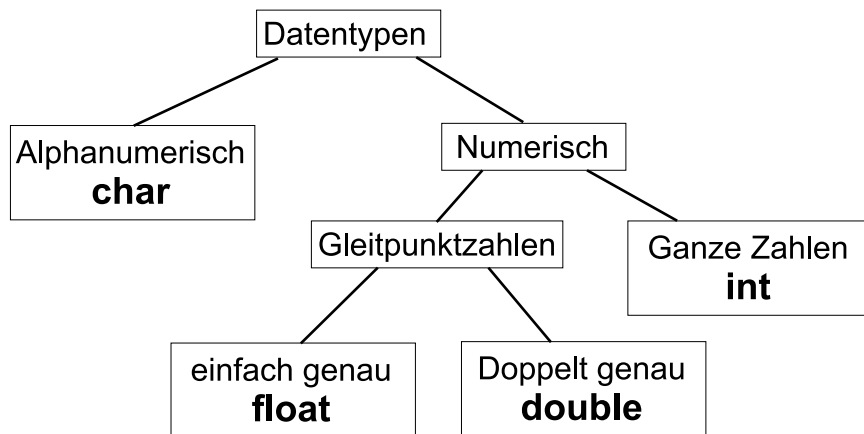 Datentypen
Alphanumerisch
char
Numerisch
Gleitpunktzahlen
Ganze Zahlen
int
einfach genau
float
Doppelt genau
double